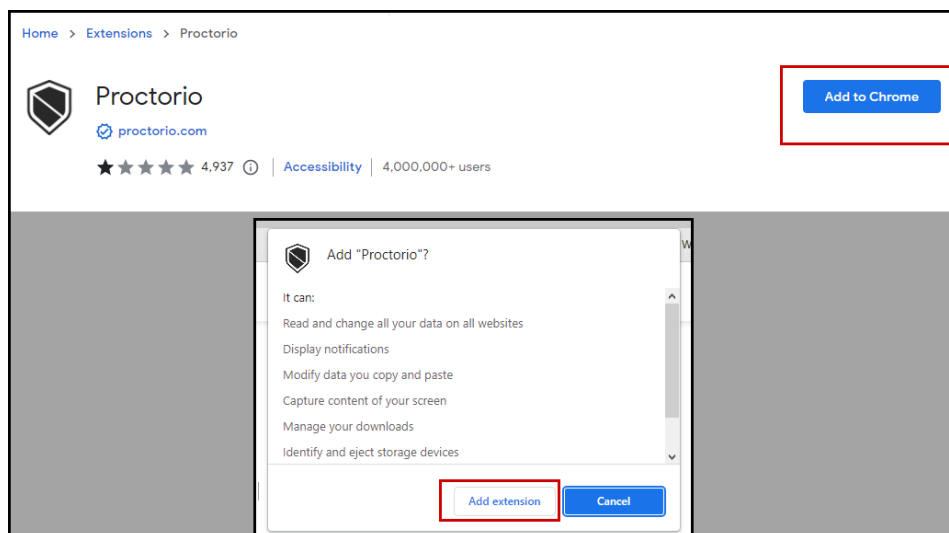 Home > Extensions > Proctorio
Proctorio
Add to Chrome
proctorio.com
4,937 Accessibility 4,000,000+ users
W
Add "Proctorio"?
It can:
Read and change all your data on all websites
Display notifications
Modify data you copy and paste
Capture content of your screen
Manage your downloads
Identify and eject storage devices
Add extension Cancel